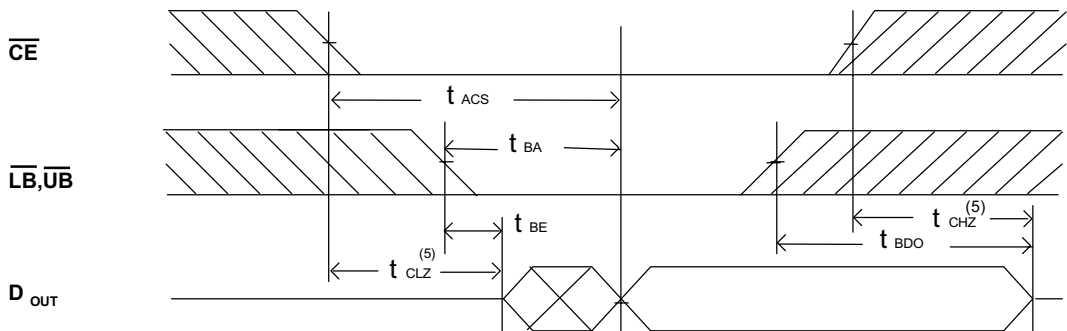 CE
t ACS
LB,UB
t BA
t BE
t CHZ (5)
t BDO
t CLZ (5)
D OUT